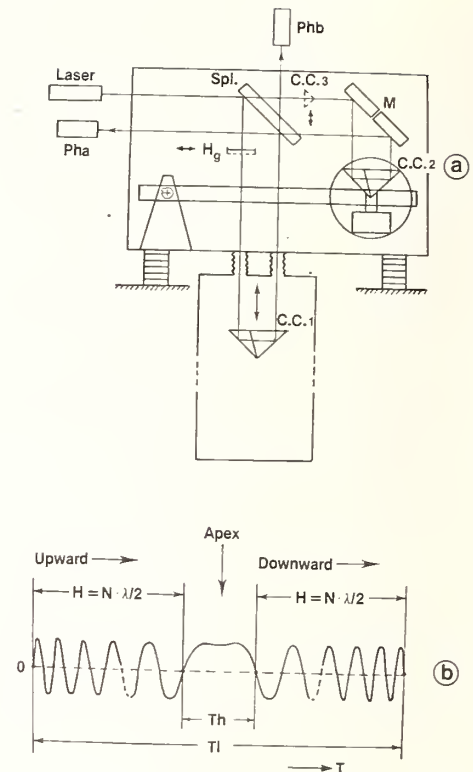 Phb
Laser
Spl.
C.C.3
M
Pha
Hg
C.C.2
a
C.C.1
Apex
Upward
Downward
H = N · λ/2
H = N · λ/2
0
b
Th
Tl
T